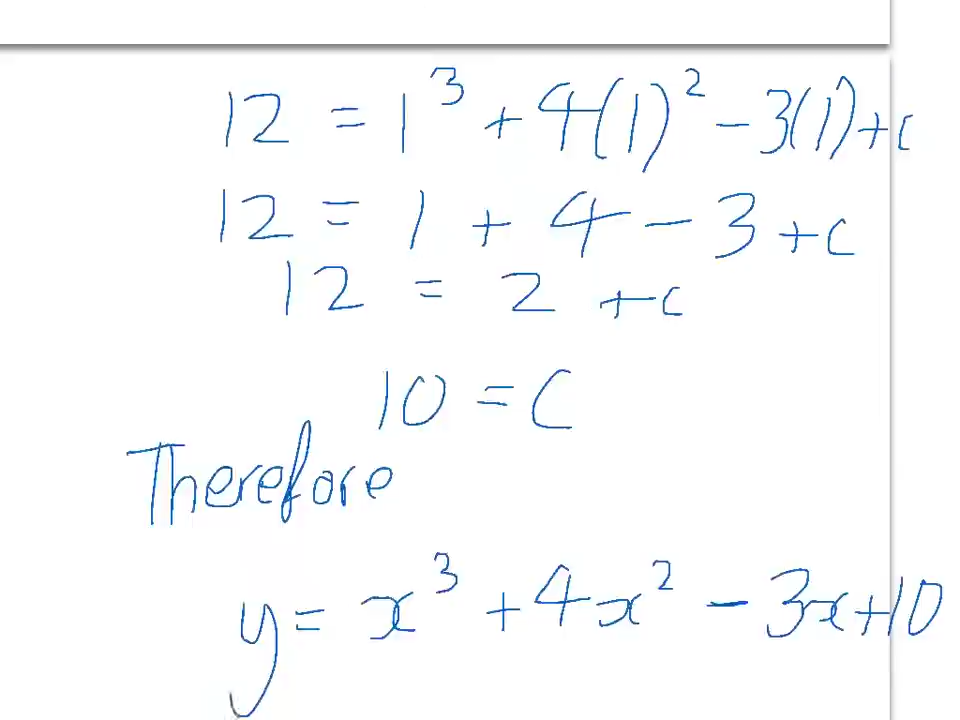 12 = 1³ + 4(1)² - 3(1) + c
12 = 1 + 4 - 3 + c
12 = 2 + c
10 = C
Therefore
y = x³ + 4x² - 3x + 10